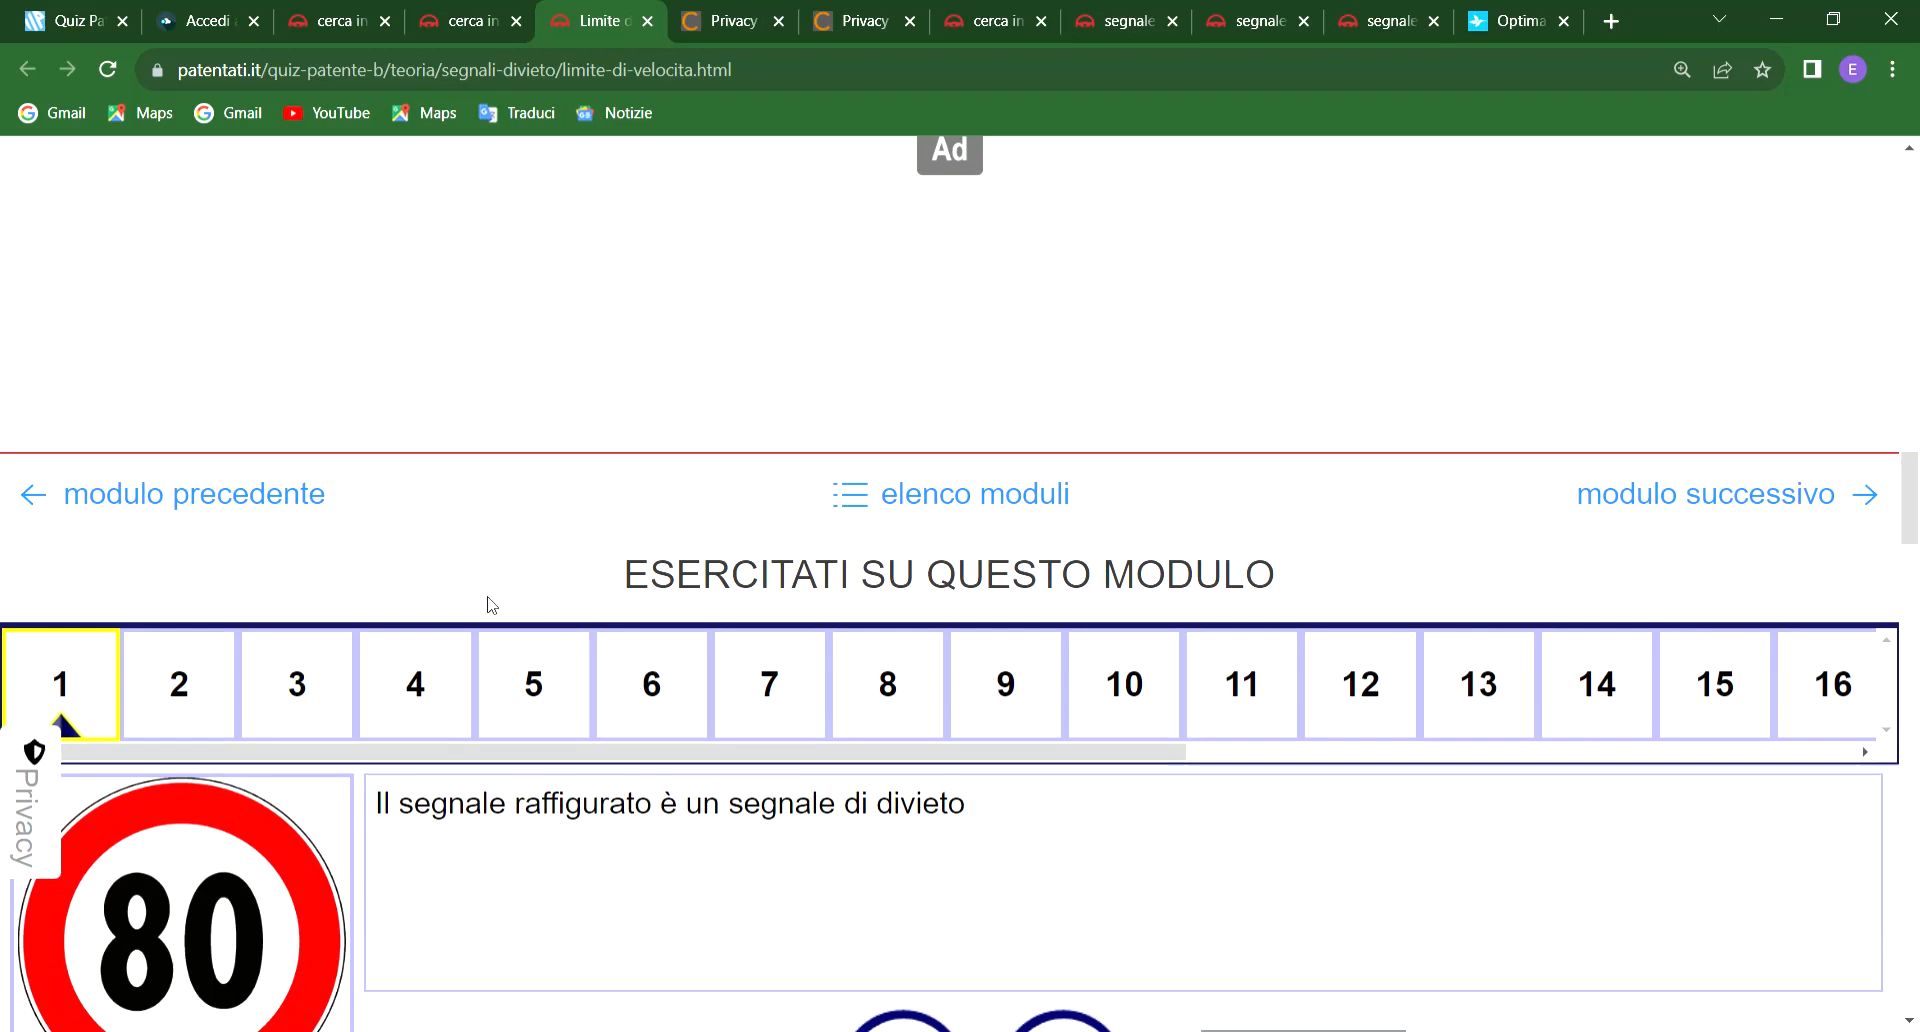 Quiz Pa
Accedi
cerca in
cerca in
Limite d
Privacy
Privacy
cerca in
segnale
segnale
segnale
Optima
patentati.it/quiz-patente-b/teoria/segnali-divieto/limite-di-velocita.html
E
Gmail
Maps
Gmail
YouTube
Maps
Traduci
Notizie
Ad
modulo precedente
elenco moduli
modulo successivo
ESERCITATI SU QUESTO MODULO
1 2 3 4 5 6 7 8 9 10 11 12 13 14 15 16
Privacy
80
Il segnale raffigurato è un segnale di divieto